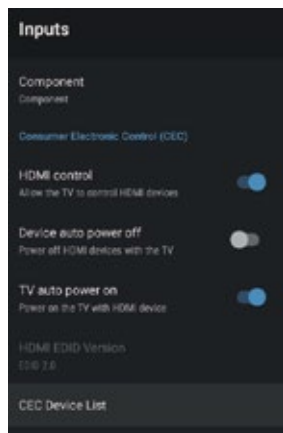 Inputs
Component
Component
Consumer Electronic Control (CEC)
HDMI control
Allow the TV to control HDMI devices
Device auto power off
Power off HDMI devices with the TV
TV auto power on
Power on the TV with HDMI device
HDMI EDID Version
EDID 2.0
CEC Device List